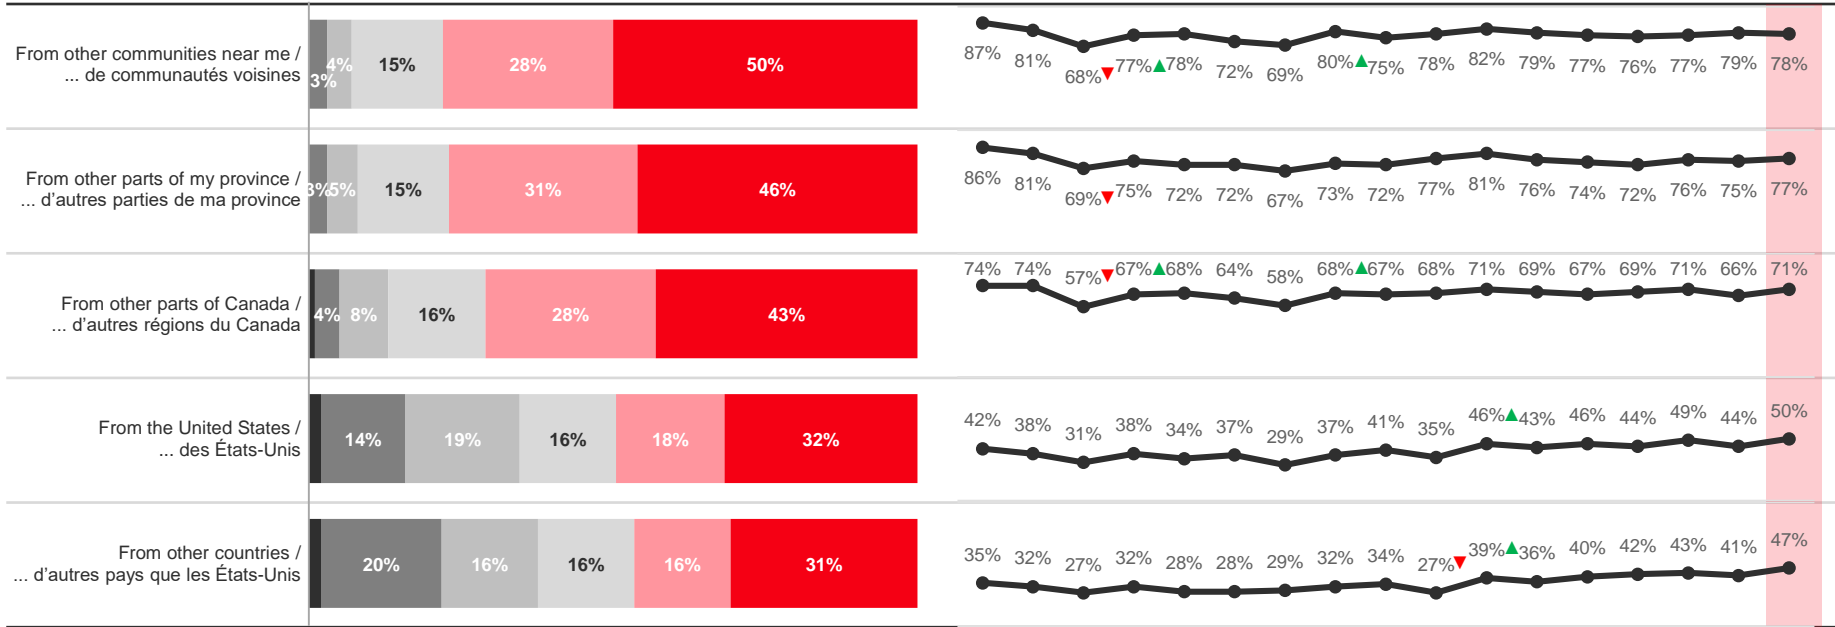 From other communities near me /
... de communautés voisines
3% 4% 15% 28% 50%
87% 81% 68%▼ 77%▲ 78% 72% 69% 80%▲ 75% 78% 82% 79% 77% 76% 77% 79% 78%
From other parts of my province /
... d'autres parties de ma province
3% 5% 15% 31% 46%
86% 81% 69%▼ 75% 72% 72% 67% 73% 72% 77% 81% 76% 74% 72% 76% 75% 77%
From other parts of Canada /
... d'autres régions du Canada
4% 8% 16% 28% 43%
74% 74% 57%▼ 67%▲ 68% 64% 58% 68%▲ 67% 68% 71% 69% 67% 69% 71% 66% 71%
From the United States /
... des États-Unis
14% 19% 16% 18% 32%
42% 38% 31% 38% 34% 37% 29% 37% 41% 35% 46%▲ 43% 46% 44% 49% 44% 50%
From other countries /
... d'autres pays que les États-Unis
20% 16% 16% 16% 31%
35% 32% 27% 32% 28% 28% 29% 32% 34% 27%▼ 39%▲ 36% 40% 42% 43% 41% 47%